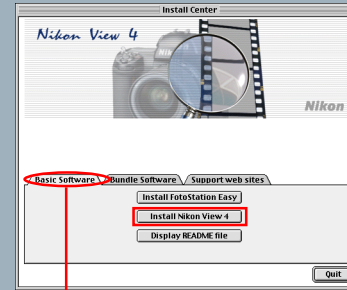 Install Center
Nikon View 4
Nikon
Basic Software Bundle Software Support web sites
Install FotoStation Easy
Install Nikon View 4
Display README file
Quit